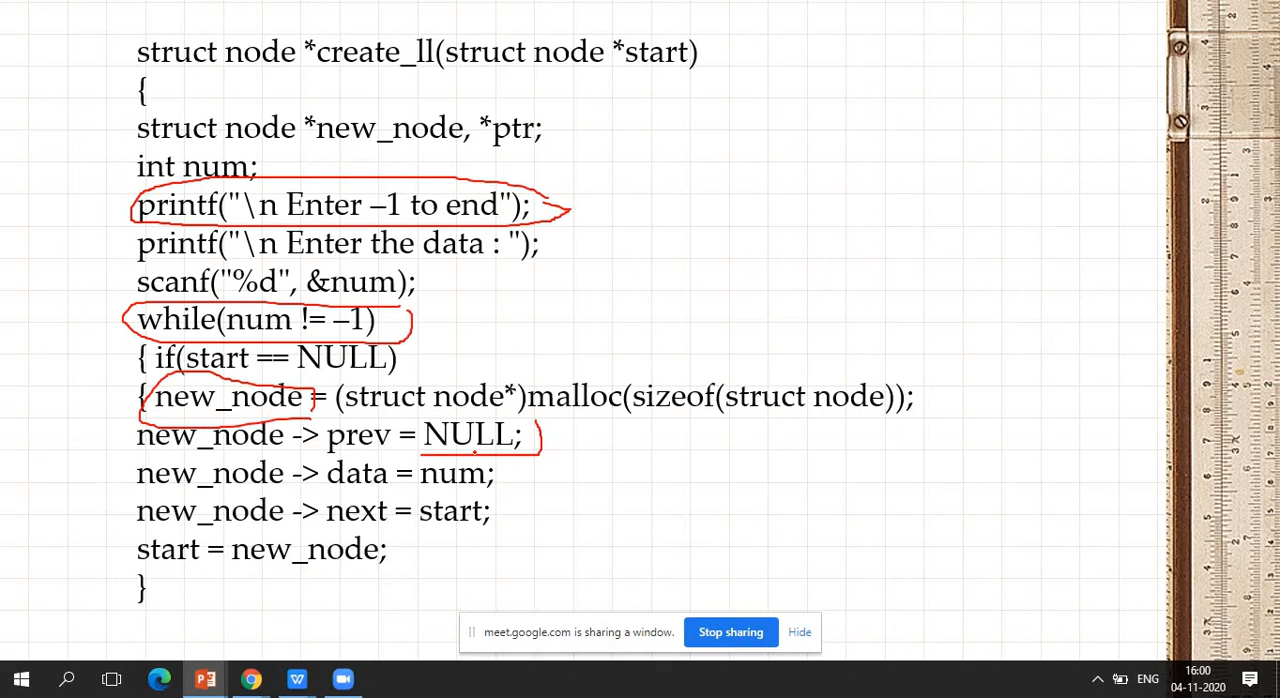 struct node *create_ll(struct node *start)
{
struct node *new_node, *ptr;
int num;
printf("\n Enter –1 to end");
printf("\n Enter the data : ");
scanf("%d", &num);
while(num != –1)
{ if(start == NULL)
{ new_node = (struct node*)malloc(sizeof(struct node));
new_node -> prev = NULL;
new_node -> data = num;
new_node -> next = start;
start = new_node;
}
meet.google.com is sharing a window. Stop sharing Hide
ENG 16:00
04-11-2020